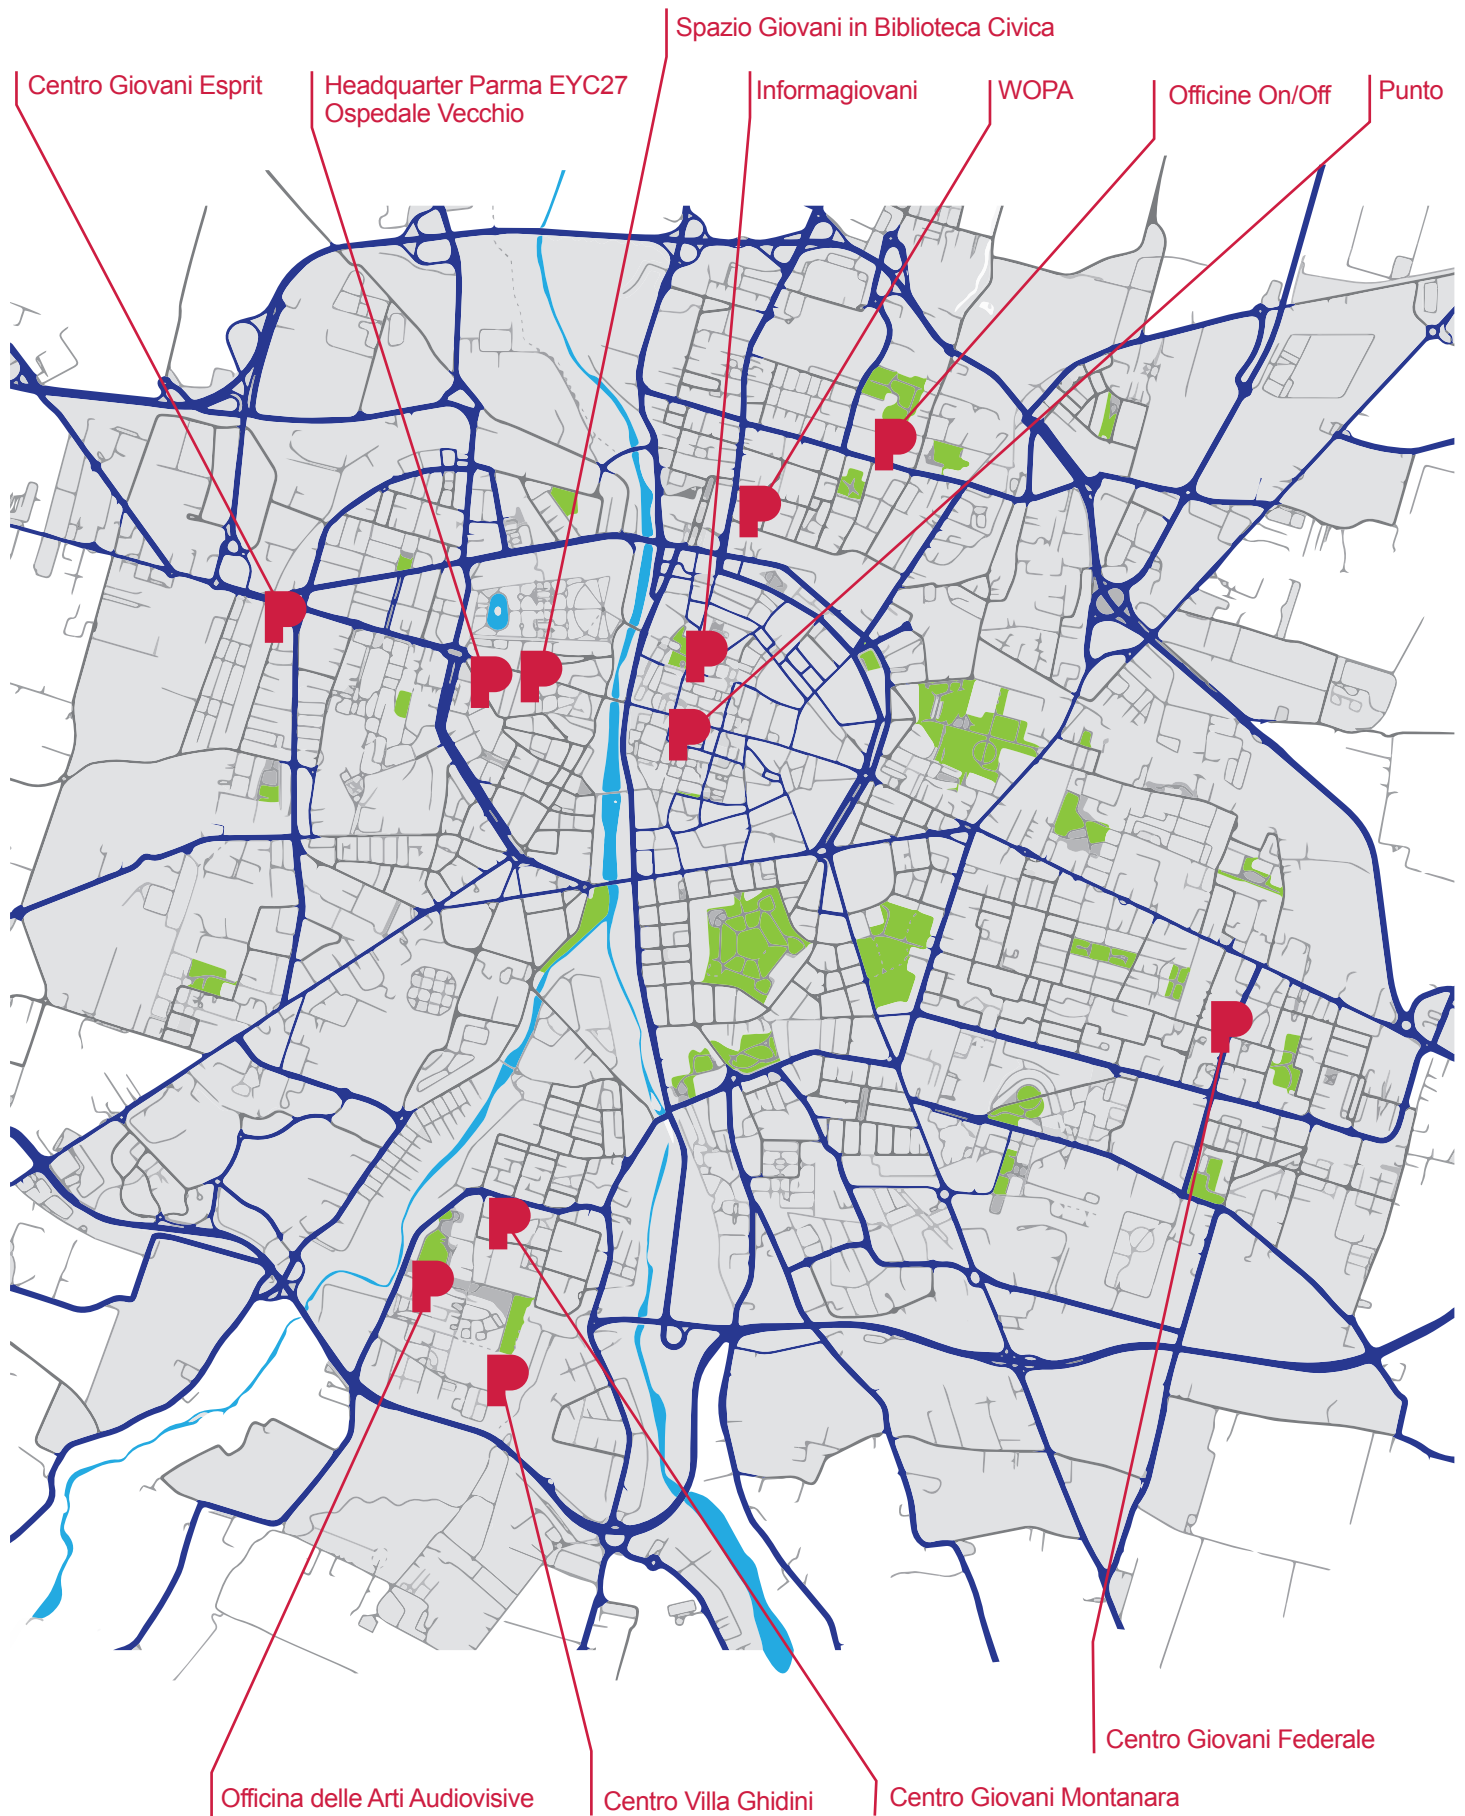 Spazio Giovani in Biblioteca Civica
Centro Giovani Esprit
Headquarter Parma EYC27
Ospedale Vecchio
Informagiovani
WOPA
Officine On/Off
Punto
Centro Giovani Federale
Officina delle Arti Audiovisive
Centro Villa Ghidini
Centro Giovani Montanara